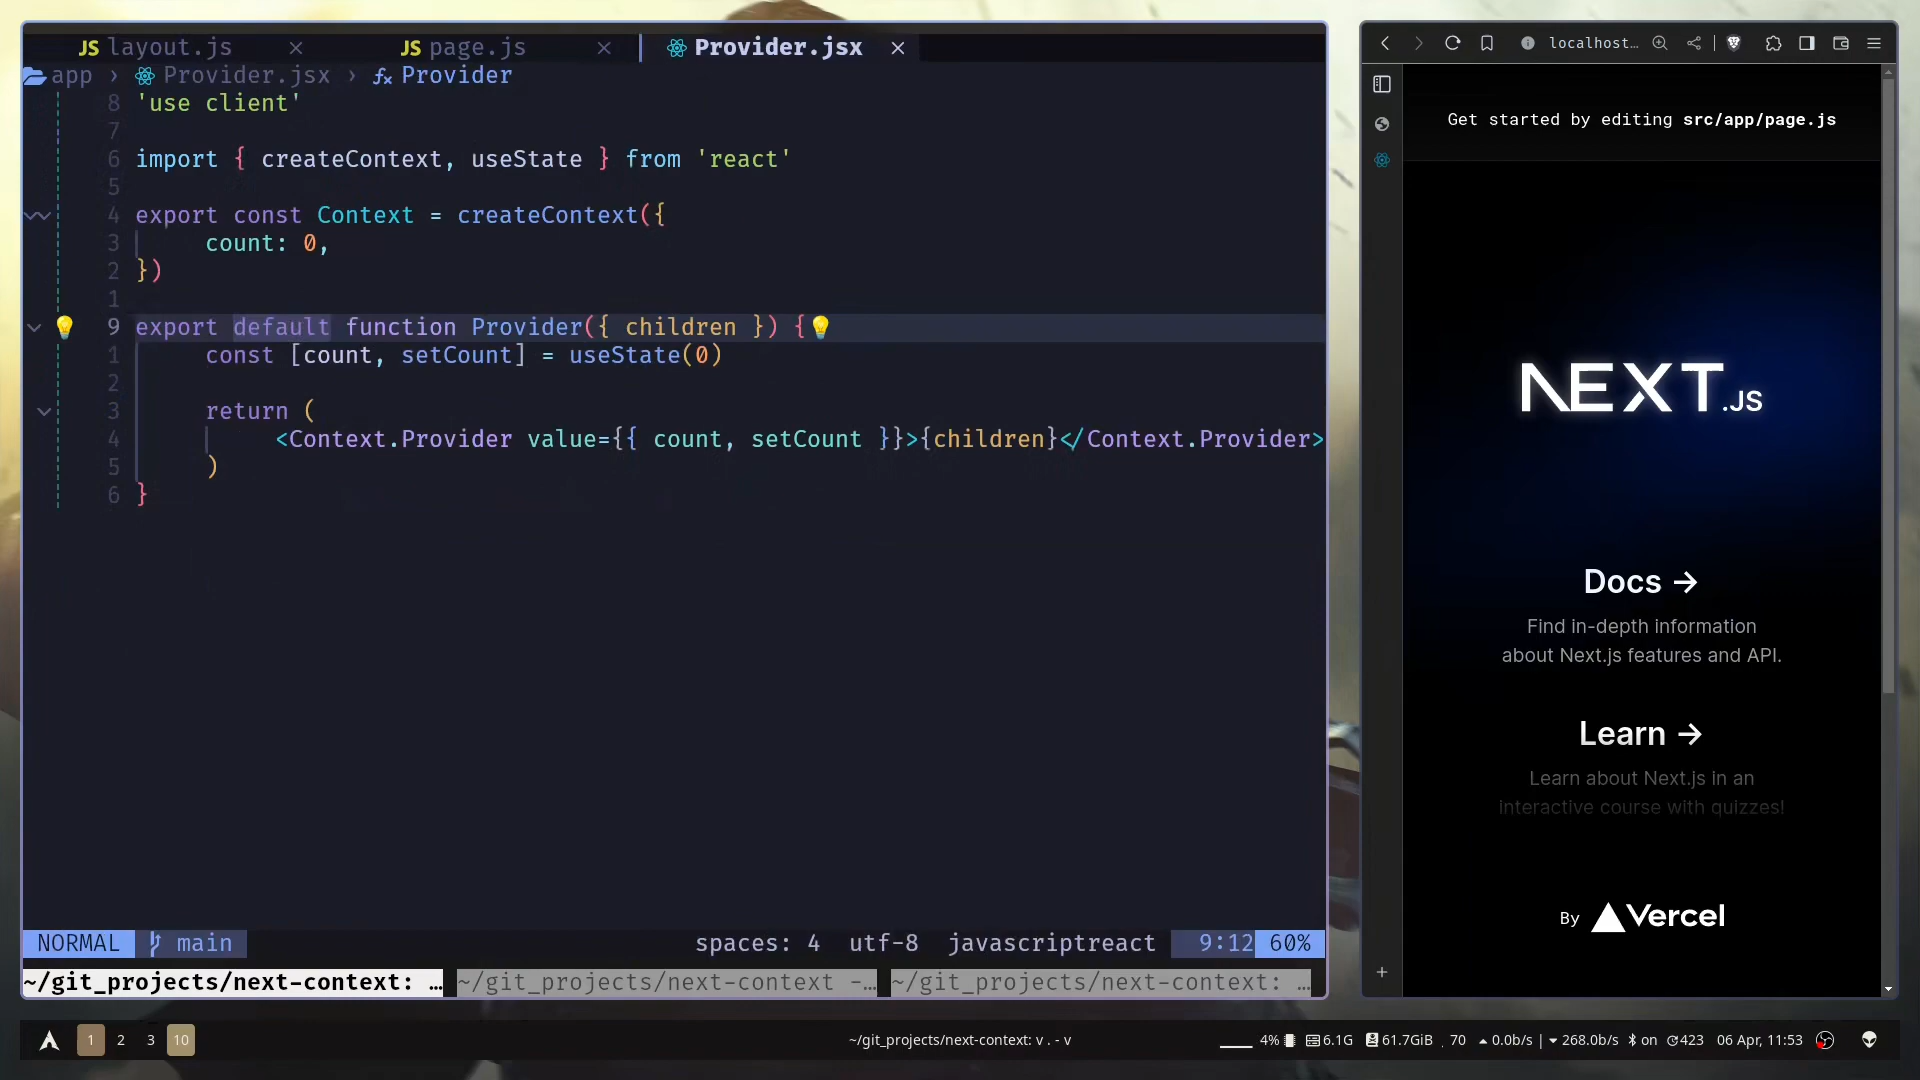 JS layout.js ×
JS page.js ×
Provider.jsx ×
app › Provider.jsx › fx Provider
8 'use client'
7
6 import { createContext, useState } from 'react'
5
4 export const Context = createContext({
3 count: 0,
2 })
1
9 export default function Provider({ children }) {
1 const [count, setCount] = useState(0)
2
3 return (
4 <Context.Provider value={{ count, setCount }}>{children}</Context.Provider>
5 )
6 }
NORMAL main
spaces: 4 utf-8 javascriptreact 9:12 60%
~/git_projects/next-context: …
~/git_projects/next-context -…
~/git_projects/next-context: …
localhost…
Get started by editing src/app/page.js
NEXT.JS
Docs →
Find in-depth information
about Next.js features and API.
Learn →
Learn about Next.js in an
interactive course with quizzes!
By Vercel
1 2 3 10
~/git_projects/next-context: v . - v
4% 6.1G 61.7GiB 70 0.0b/s | 268.0b/s on 423 06 Apr, 11:53